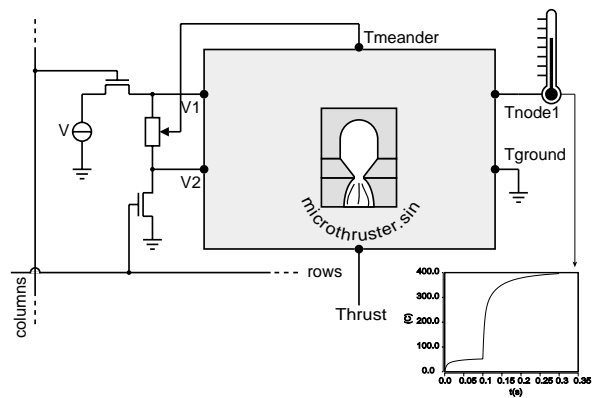 Tmeander
V1
Tnode1
V
Tground
V2
microthruster.sin
rows
columns
Thrust
400.0
300.0
200.0
100.0
0.0
(C)
0.0
0.05
0.1
0.15
0.2
0.25
0.3
0.35
t(s)